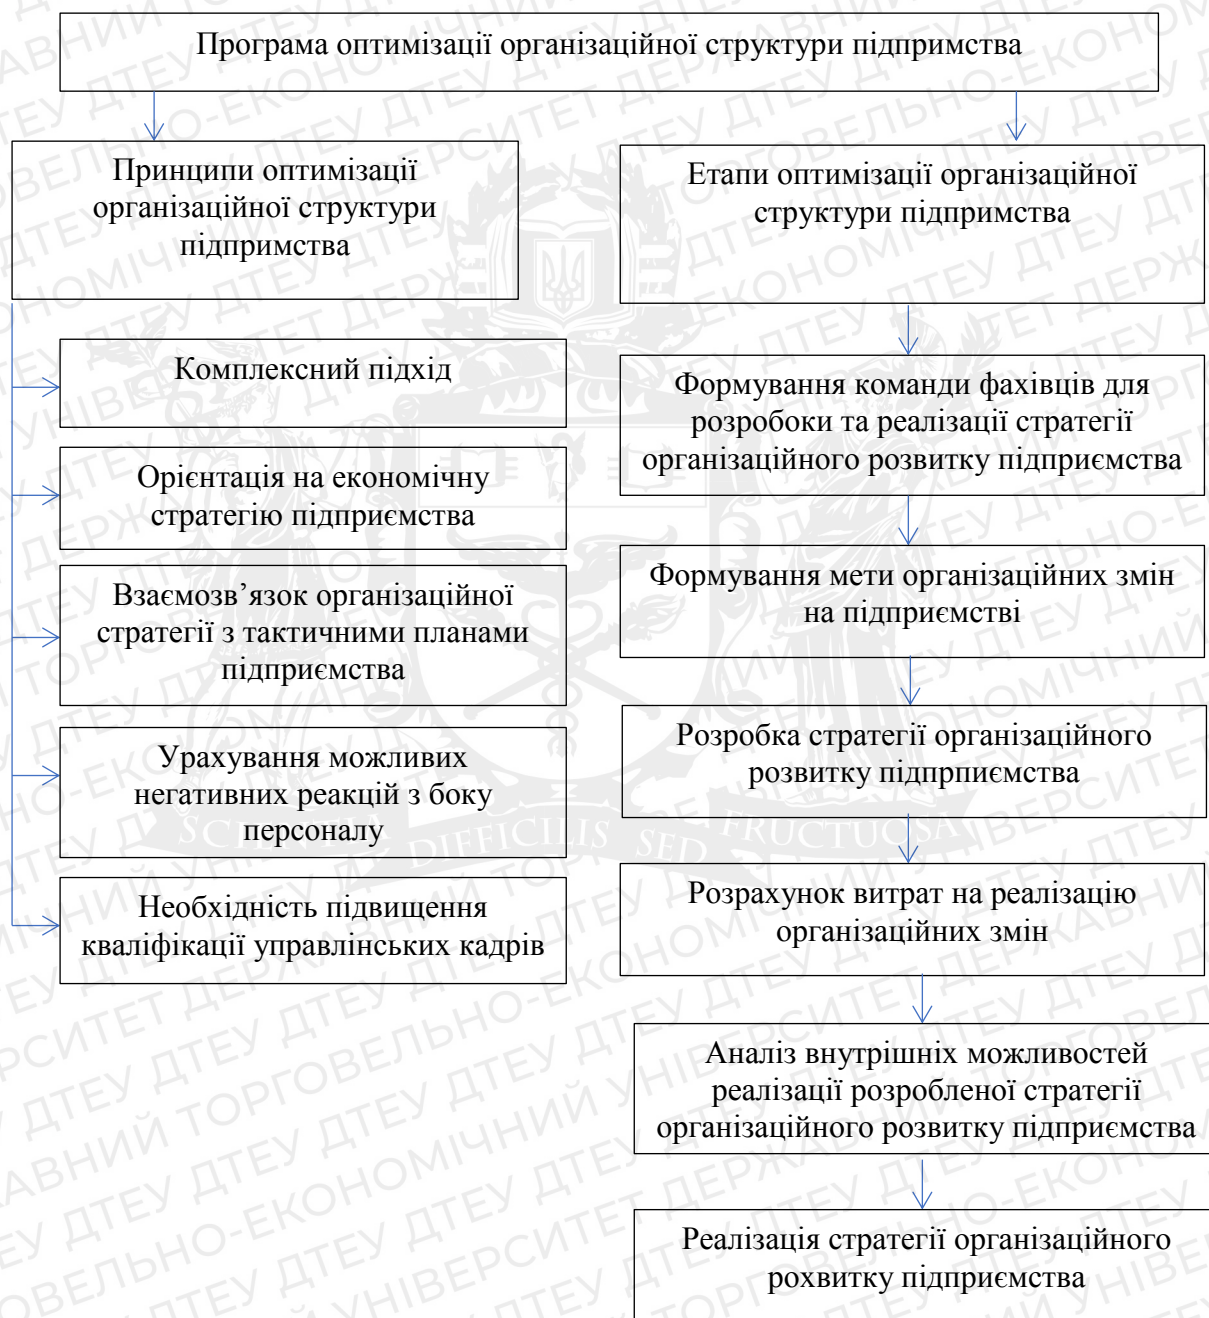 Програма оптимізації організаційної структури підпримства
Принципи оптимізації
організаційної структури
підпримства
Комплексний підхід
Орієнтація на економічну
стратегію підприємства
Взаємозв’язок організаційної
стратегії з тактичними планами
підприємства
Урахування можливих
негативних реакцій з боку
персоналу
Необхідність підвищення
кваліфікації управлінських кадрів
Етапи оптимізації організаційної
структури підпримства
Формування команди фахівців для
розробоки та реалізації стратегії
організаційного розвитку підприємства
Формування мети організаційних змін
на підприємстві
Розробка стратегії організаційного
розвитку підпрпиємства
Розрахунок витрат на реалізацію
організаційних змін
Аналіз внутрішніх можливостей
реалізації розробленої стратегії
організаційного розвитку підприємства
Реалізація стратегії організаційного
рохвитку підприємства
DIFFICILIS SED FRUCTUOSA